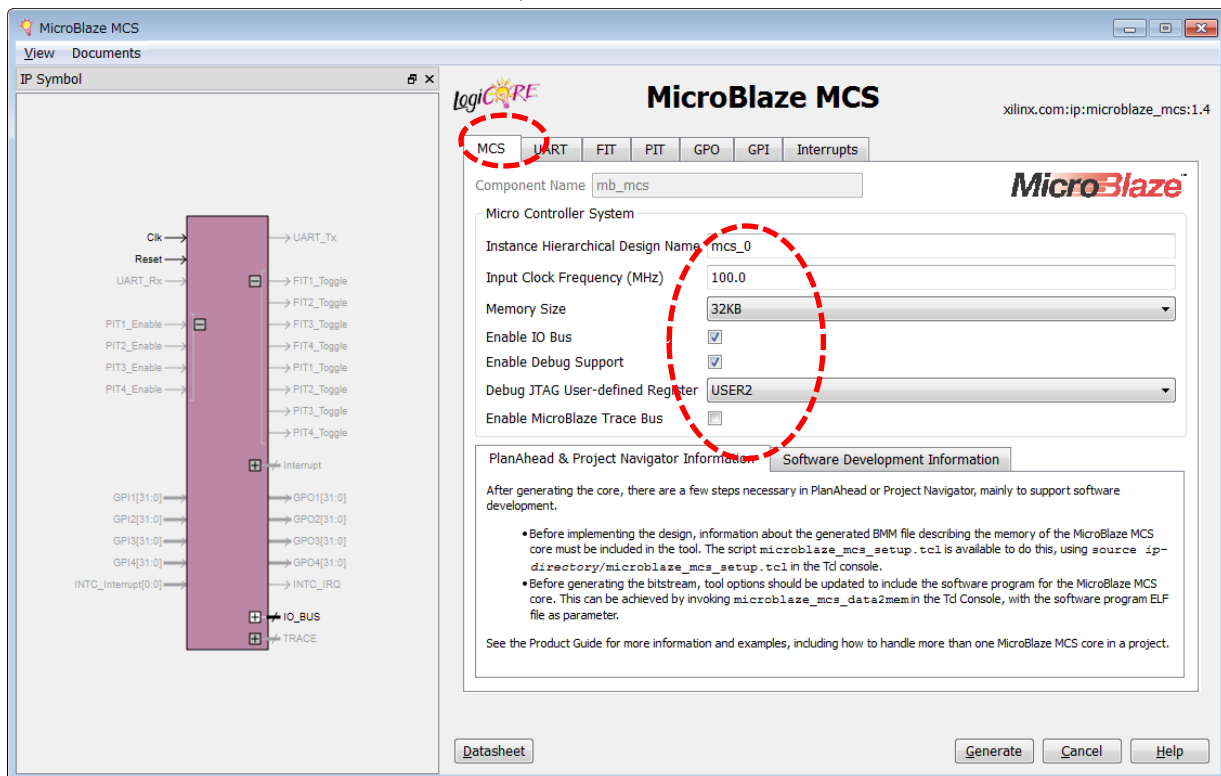 MicroBlaze MCS
View Documents
IP Symbol
Clk
Reset
UART_Rx
PIT1_Enable
PIT2_Enable
PIT3_Enable
PIT4_Enable
GPI1[31:0]
GPI2[31:0]
GPI3[31:0]
GPI4[31:0]
INTC_Interrupt[0:0]
UART_Tx
FIT1_Toggle
FIT2_Toggle
FIT3_Toggle
FIT4_Toggle
PIT1_Toggle
PIT2_Toggle
PIT3_Toggle
PIT4_Toggle
Interrupt
GPO1[31:0]
GPO2[31:0]
GPO3[31:0]
GPO4[31:0]
INTC_IRQ
IO_BUS
TRACE
logiCORE
MicroBlaze MCS
xilinx.com:ip:microblaze_mcs:1.4
MCS UART FIT PIT GPO GPI Interrupts
Component Name mb_mcs
MicroBlaze
Micro Controller System
Instance Hierarchical Design Name mcs_0
Input Clock Frequency (MHz) 100.0
Memory Size 32KB
Enable IO Bus
Enable Debug Support
Debug JTAG User-defined Register USER2
Enable MicroBlaze Trace Bus
PlanAhead & Project Navigator Information Software Development Information
After generating the core, there are a few steps necessary in PlanAhead or Project Navigator, mainly to support software
development.
• Before implementing the design, information about the generated BMM file describing the memory of the MicroBlaze MCS
core must be included in the tool. The script microblaze_mcs_setup.tcl is available to do this, using source ip-
directory/microblaze_mcs_setup.tcl in the Tcl console.
• Before generating the bitstream, tool options should be updated to include the software program for the MicroBlaze MCS
core. This can be achieved by invoking microblaze_mcs_data2mem in the Tcl Console, with the software program ELF
file as parameter.
See the Product Guide for more information and examples, including how to handle more than one MicroBlaze MCS core in a project.
Datasheet
Generate Cancel Help